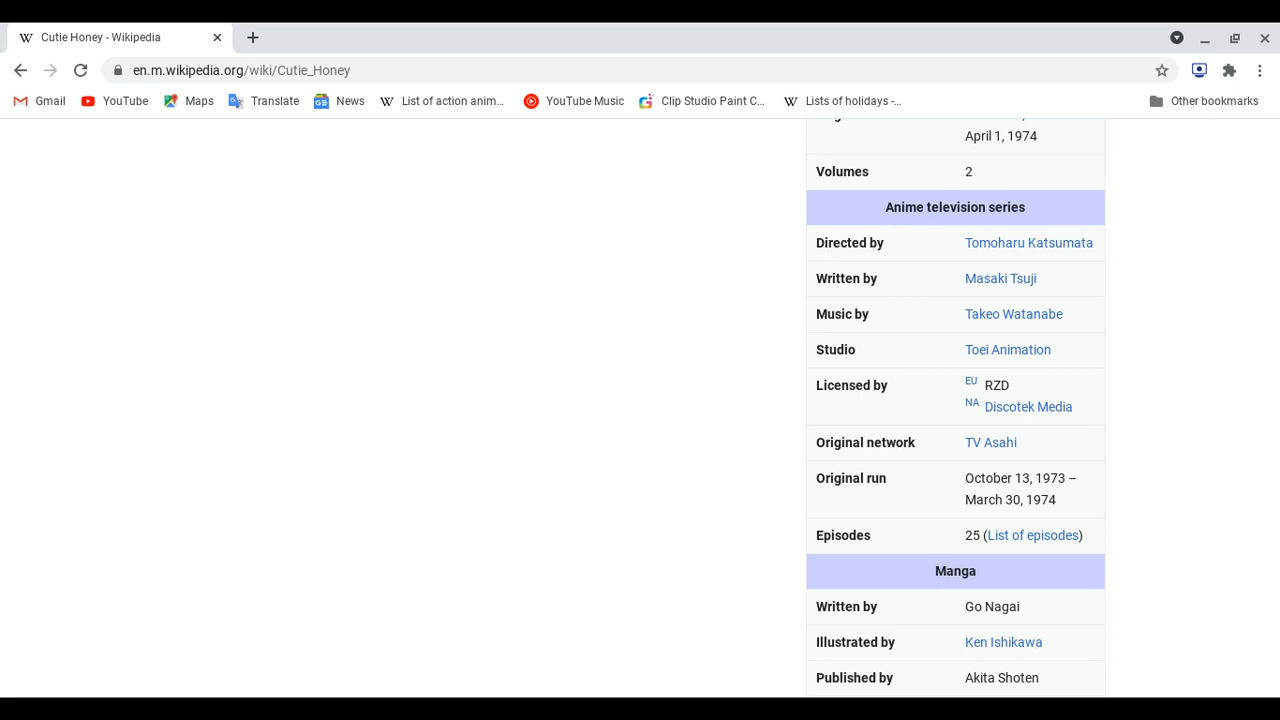 Cutie Honey - Wikipedia
en.m.wikipedia.org/wiki/Cutie_Honey
Gmail YouTube Maps Translate News List of action anim... YouTube Music Clip Studio Paint C... Lists of holidays -... Other bookmarks
April 1, 1974
Volumes 2
Anime television series
Directed by Tomoharu Katsumata
Written by Masaki Tsuji
Music by Takeo Watanabe
Studio Toei Animation
Licensed by EU RZD
NA Discotek Media
Original network TV Asahi
Original run October 13, 1973 –
March 30, 1974
Episodes 25 (List of episodes)
Manga
Written by Go Nagai
Illustrated by Ken Ishikawa
Published by Akita Shoten